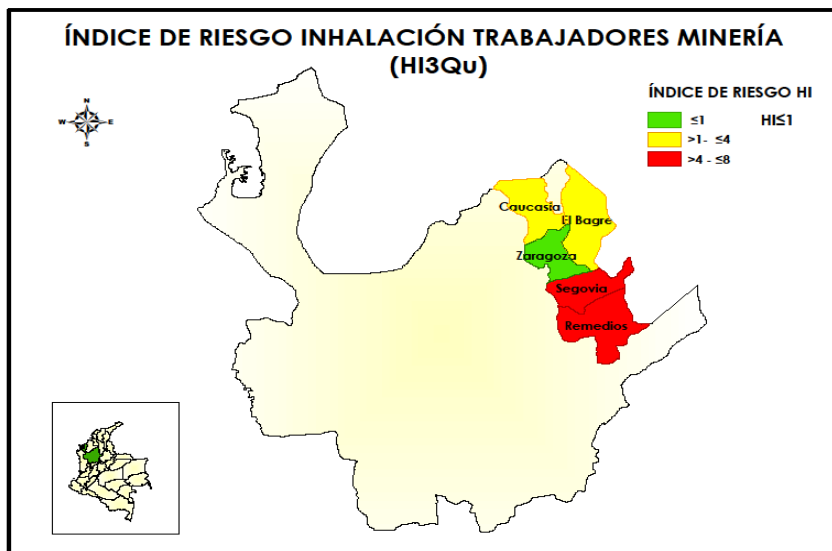 ÍNDICE DE RIESGO INHALACIÓN TRABAJADORES MINERÍA
(HI3Qu)
N
W E
S
ÍNDICE DE RIESGO HI
≤1 HI≤1
>1- ≤4
>4 - ≤8
Caucasia
El Bagre
Zaragoza
Segovia
Remedios